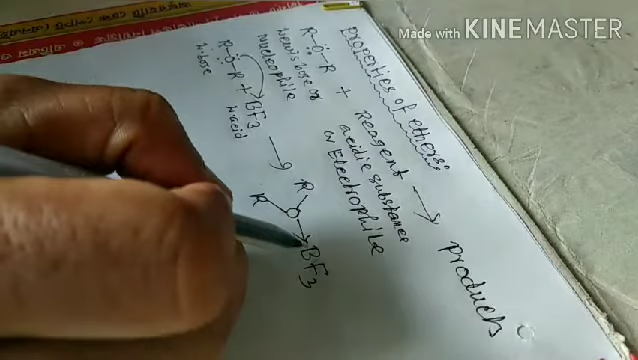 Made with KINEMASTER
Properties of ethers:
R-Ö-R + Reagent → Products
Lewis base or acidic substance
nucleophile or Electrophile
R-Ö-R + BF3 → R O → BF3
R
L-base L-acid